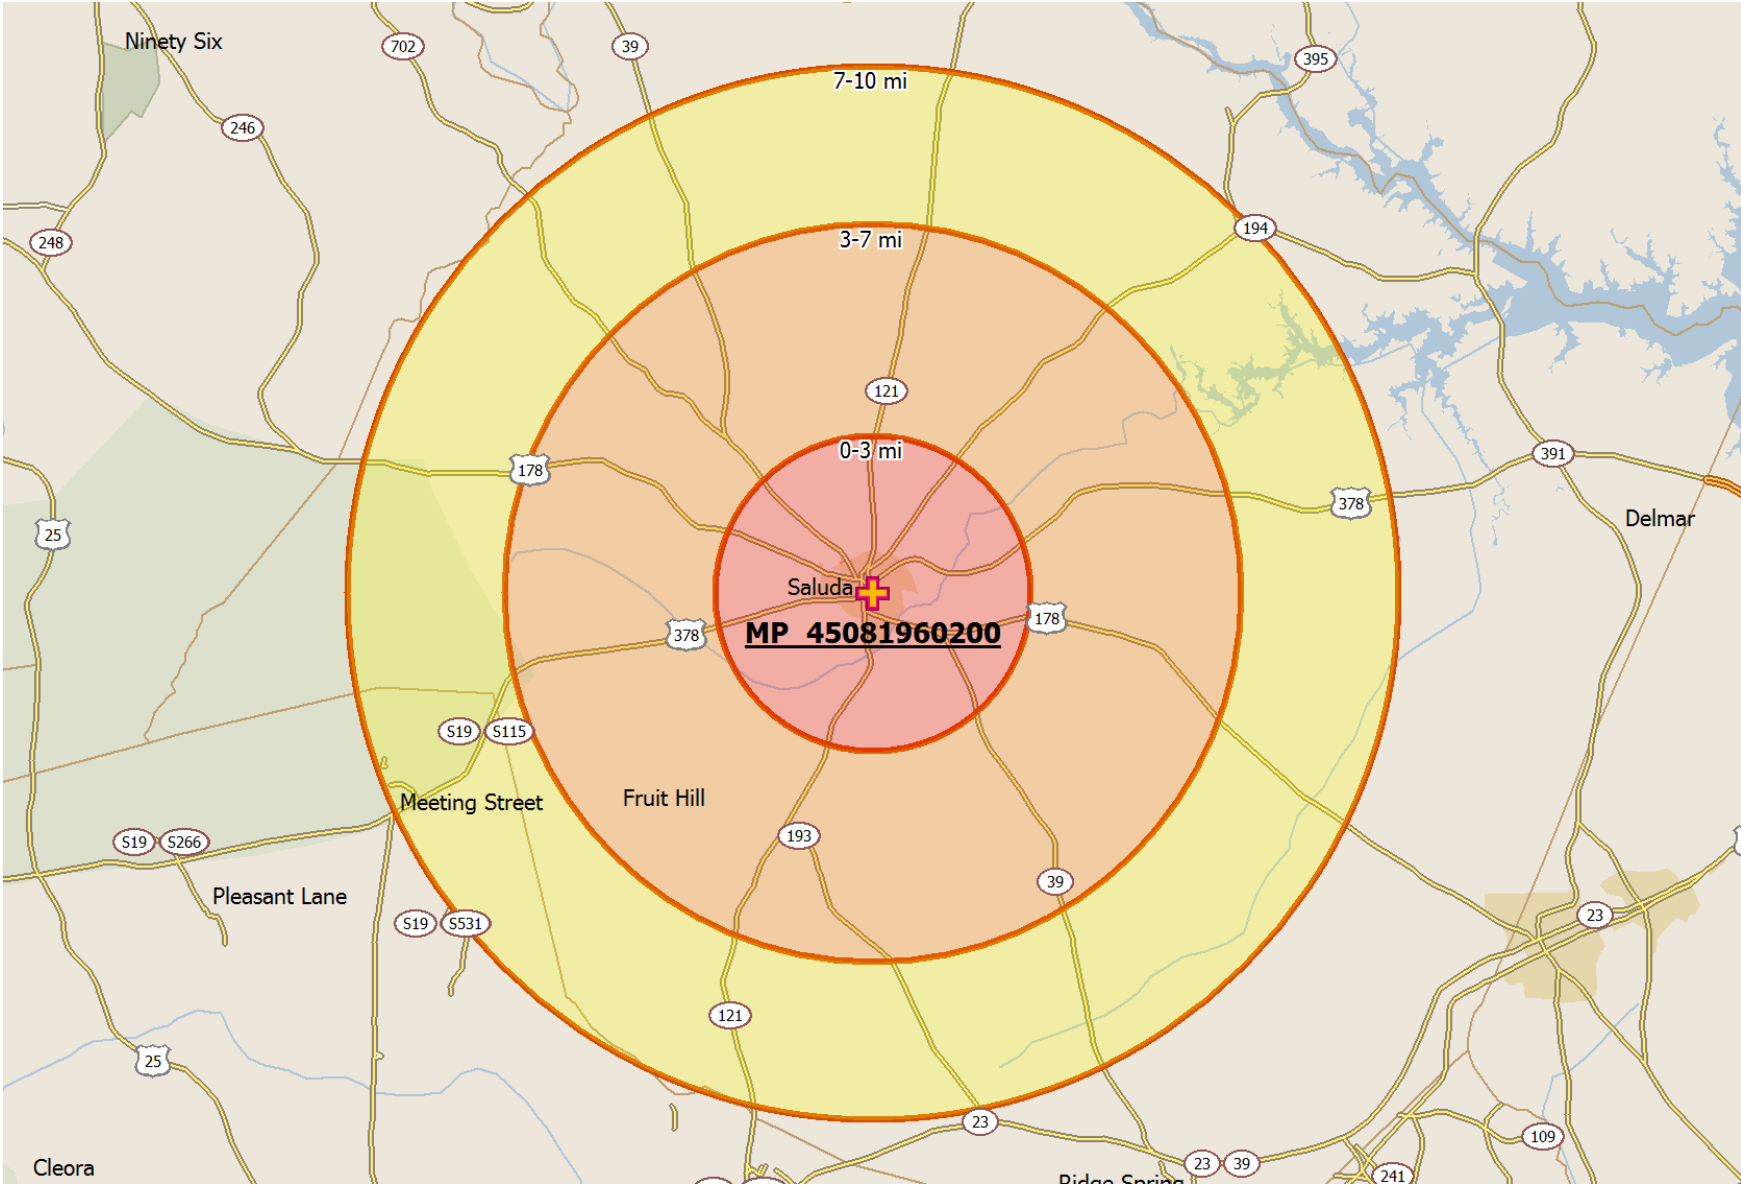 Ninety Six
702
39
395
7-10 mi
246
194
248
3-7 mi
121
0-3 mi
391
178
378
Delmar
25
Saluda
MP 45081960200
178
378
S19 S115
Meeting Street
Fruit Hill
193
S19 S266
39
Pleasant Lane
23
S19 S531
121
25
23
109
Cleora
23 39
241
Ridge Spring